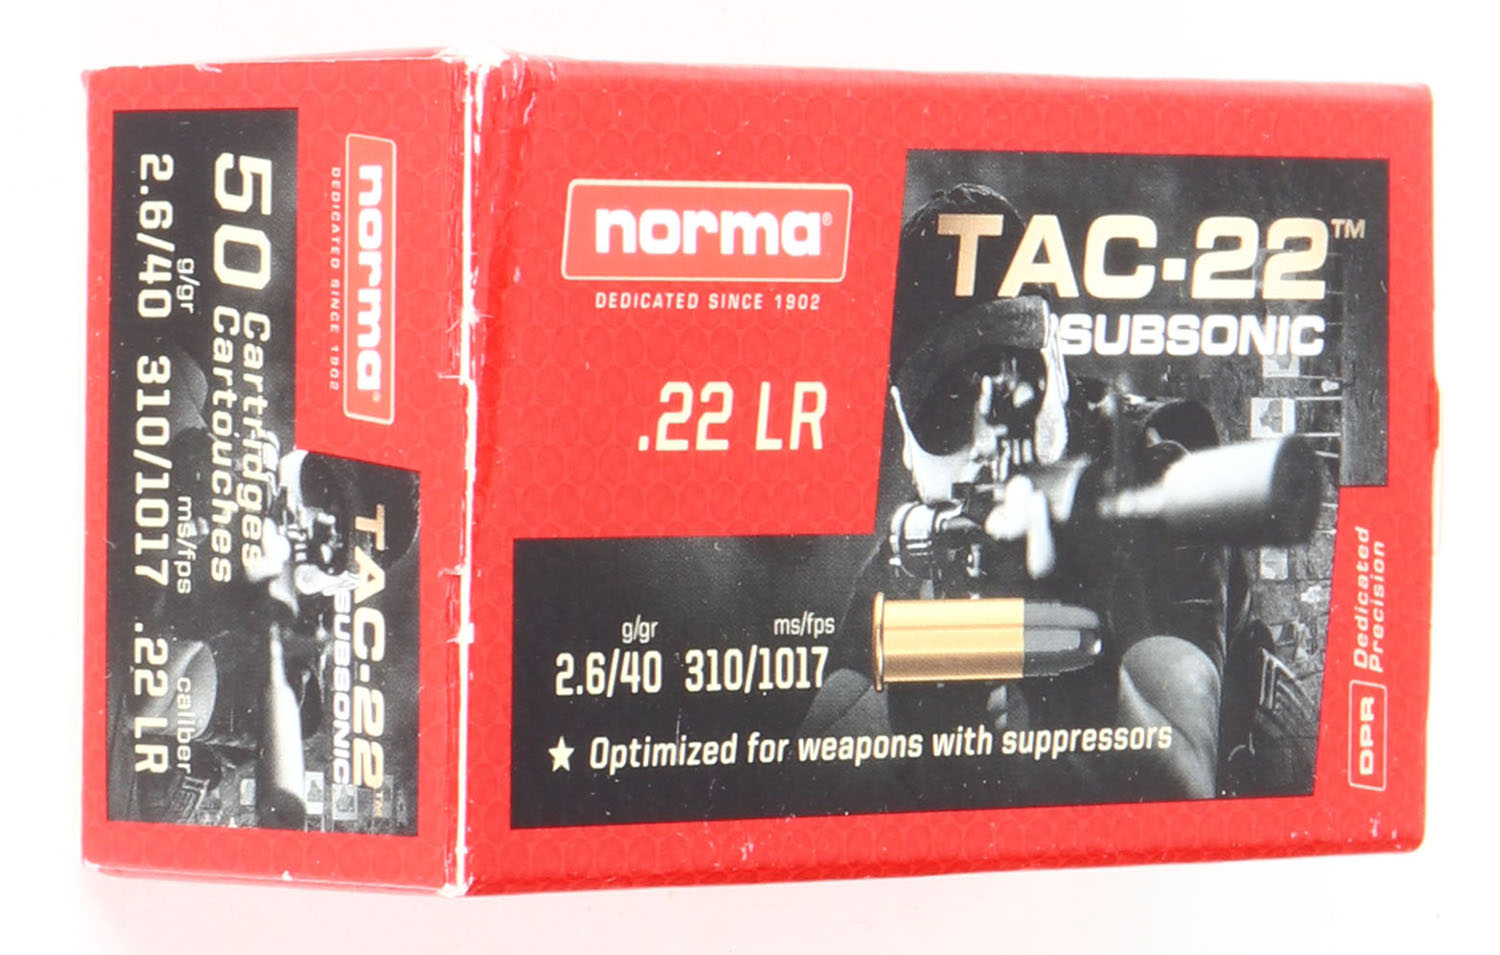 norma®
DEDICATED SINCE 1902
50 Cartridges
Cartouches
g/gr ms/fps caliber
2.6/40 310/1017 .22 LR
TAC-22™
SUBSONIC
norma®
DEDICATED SINCE 1902
.22 LR
TAC-22™
SUBSONIC
g/gr ms/fps
2.6/40 310/1017
★ Optimized for weapons with suppressors
DPR Dedicated
Precision